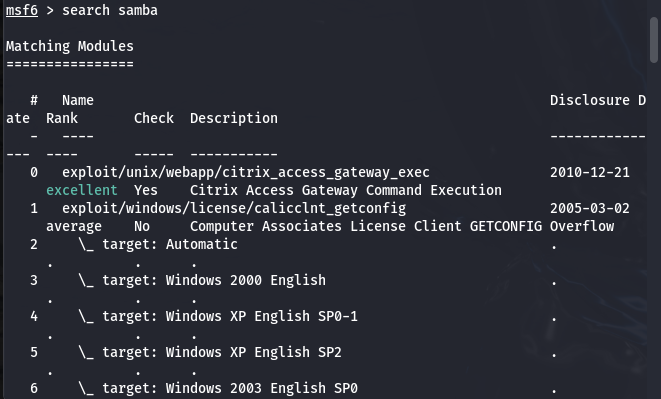 msf6 > search samba
Matching Modules
================
#   Name                                                         Disclosure D
ate  Rank       Check  Description
-   ----                                                         ------------
---  ----       -----  -----------
0   exploit/unix/webapp/citrix_access_gateway_exec               2010-12-21
excellent  Yes    Citrix Access Gateway Command Execution
1   exploit/windows/license/calicclnt_getconfig                  2005-03-02
average    No     Computer Associates License Client GETCONFIG Overflow
2     \_ target: Automatic                                       .
.          .      .
3     \_ target: Windows 2000 English                            .
.          .      .
4     \_ target: Windows XP English SP0-1                        .
.          .      .
5     \_ target: Windows XP English SP2                          .
.          .      .
6     \_ target: Windows 2003 English SP0                        .